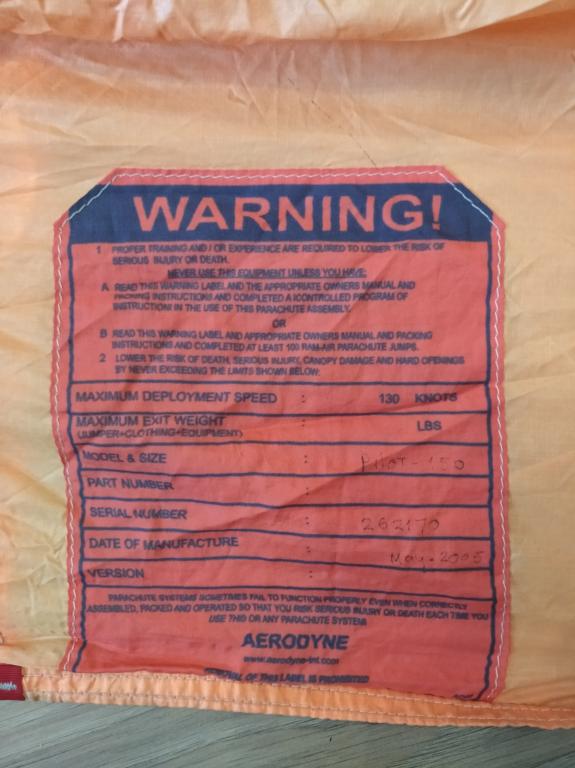 WARNING!
1 PROPER TRAINING AND / OR EXPERIENCE ARE REQUIRED TO LOWER THE RISK OF
SERIOUS INJURY OR DEATH.
NEVER USE THIS EQUIPMENT UNLESS YOU HAVE:
A READ THIS WARNING LABEL AND THE APPROPRIATE OWNERS MANUAL AND
PACKING INSTRUCTIONS AND COMPLETED A (CONTROLLED PROGRAM OF
INSTRUCTION) IN THE USE OF THIS PARACHUTE ASSEMBLY.
OR
B READ THIS WARNING LABEL AND APPROPRIATE OWNERS MANUAL AND PACKING
INSTRUCTIONS AND COMPLETED AT LEAST 100 RAM-AIR PARACHUTE JUMPS.
2 LOWER THE RISK OF DEATH, SERIOUS INJURY, CANOPY DAMAGE AND HARD OPENINGS
BY NEVER EXCEEDING THE LIMITS SHOWN BELOW:
MAXIMUM DEPLOYMENT SPEED : 130 KNOTS
MAXIMUM EXIT WEIGHT : LBS
(JUMPER+CLOTHING+EQUIPMENT)
MODEL & SIZE : PILOT-150
PART NUMBER :
SERIAL NUMBER : 262170
DATE OF MANUFACTURE : May-2005
VERSION :
PARACHUTE SYSTEMS SOMETIMES FAIL TO FUNCTION PROPERLY EVEN WHEN CORRECTLY
ASSEMBLED, PACKED AND OPERATED SO THAT YOU RISK SERIOUS INJURY OR DEATH EACH TIME YOU
USE THIS OR ANY PARACHUTE SYSTEM
AERODYNE
www.aerodyne-int.com
REMOVAL OF THIS LABEL IS PROHIBITED